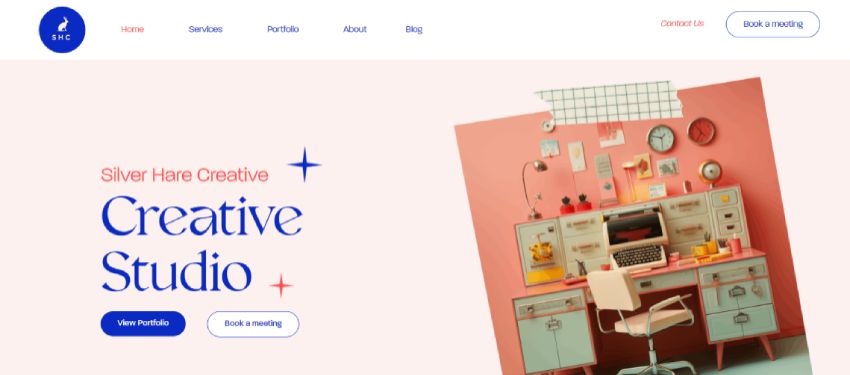 SHC
Home
Services
Portfolio
About
Blog
Contact Us
Book a meeting
Silver Hare Creative
Creative
Studio
View Portfolio
Book a meeting